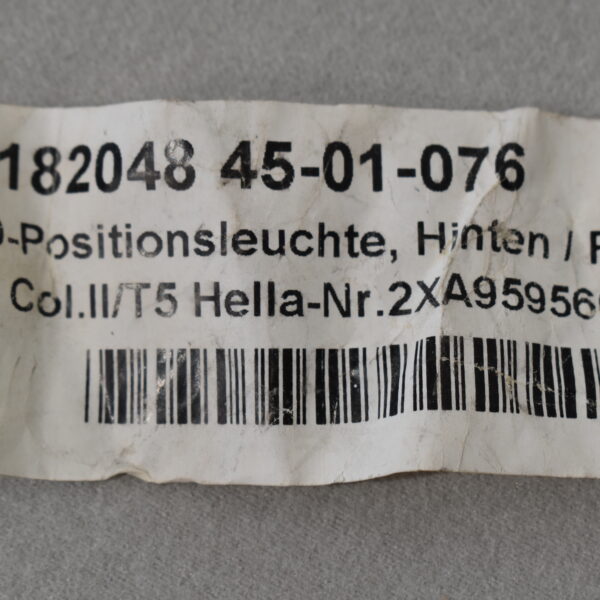 182048 45-01-076
-Positionsleuchte, Hinten /
Col.II/T5 Hella-Nr.2XA95956